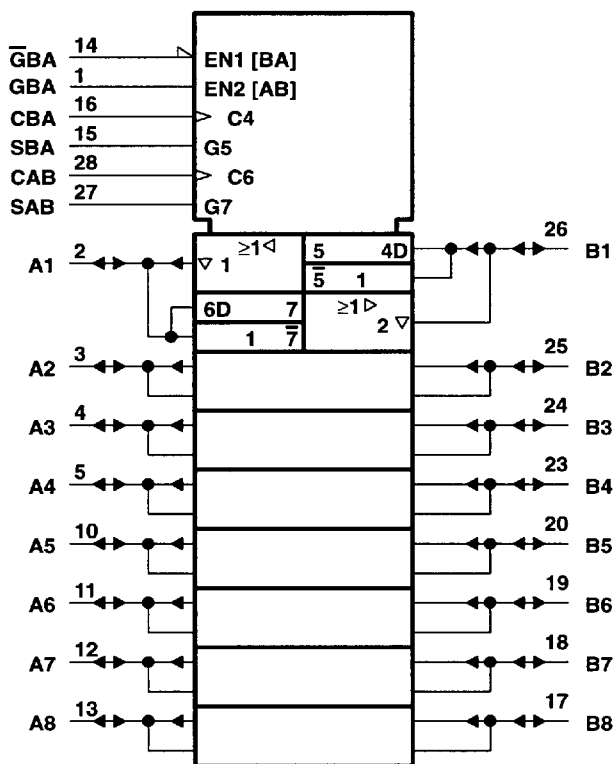 G̅BA 14 EN1 [BA]
GBA 1 EN2 [AB]
CBA 16 C4
SBA 15 G5
CAB 28 C6
SAB 27 G7
A1 2 ▽ 1 ≥1 ◁ 5 4D 26 B1
5̅ 1
6D 7 ≥1 ▷
1 7̅ 2 ▽
A2 3 25 B2
A3 4 24 B3
A4 5 23 B4
A5 10 20 B5
A6 11 19 B6
A7 12 18 B7
A8 13 17 B8